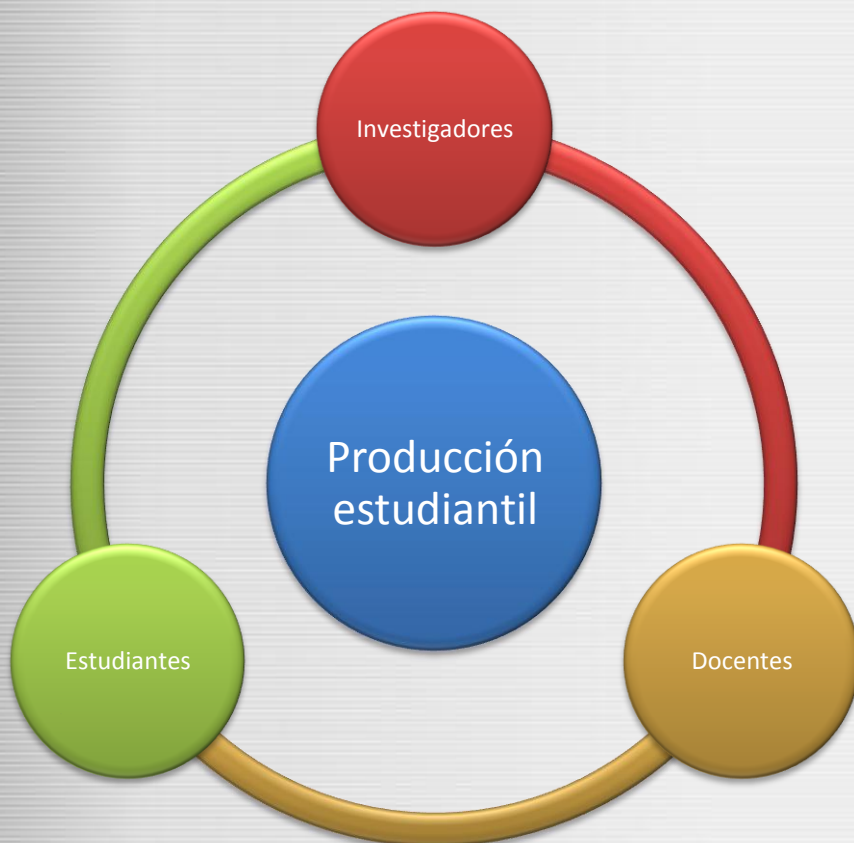 Investigadores
Producción
estudiantil
Estudiantes
Docentes